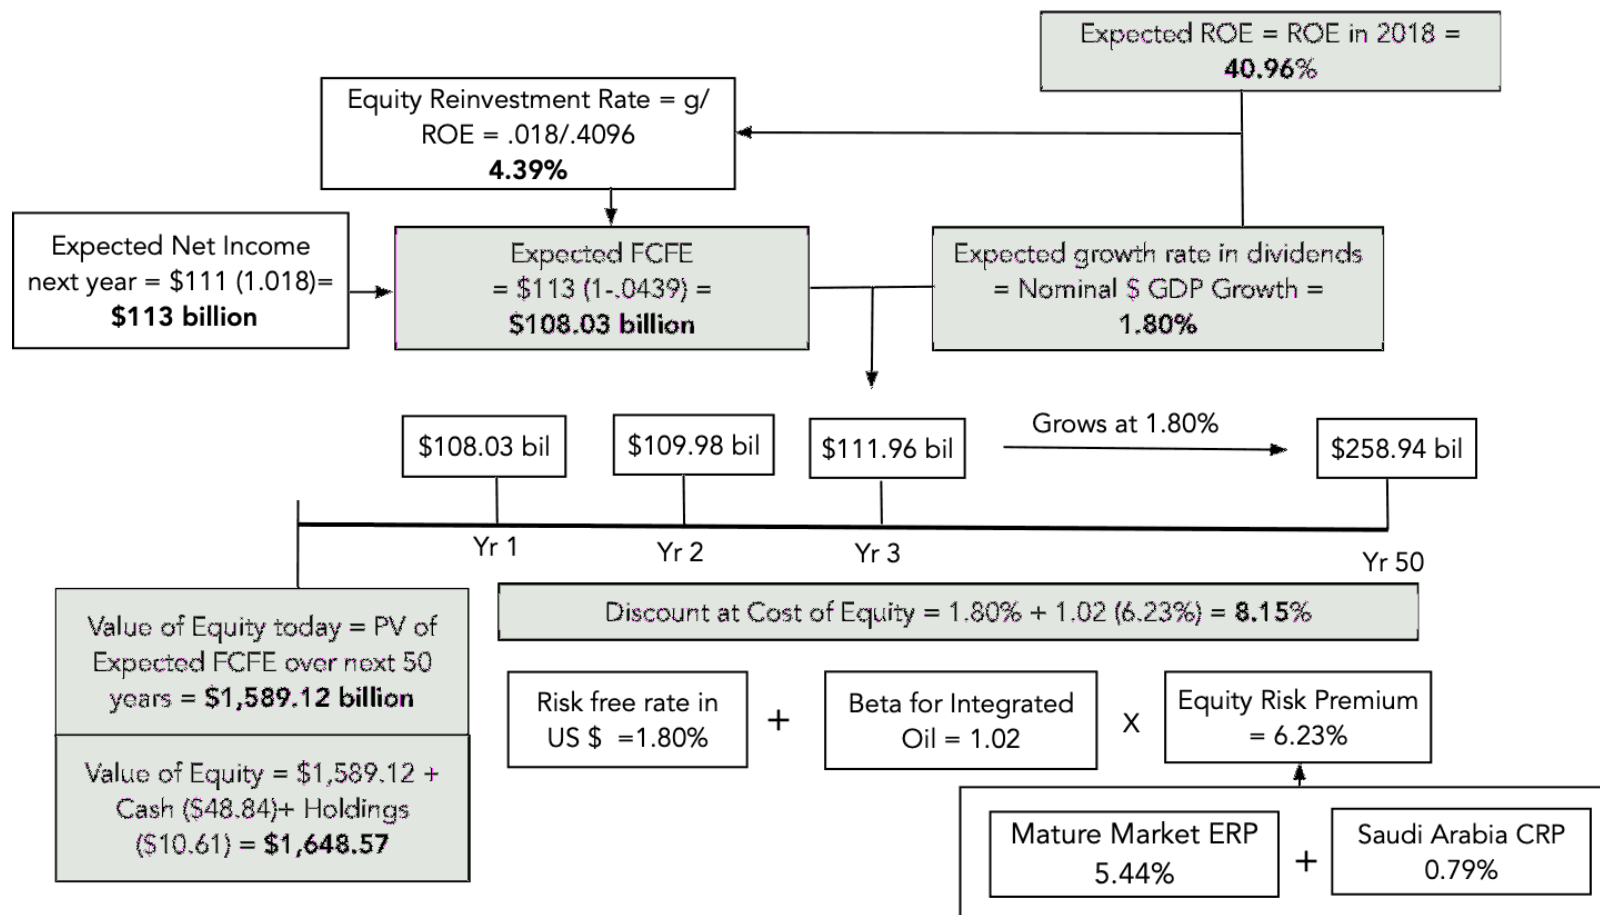 Expected ROE = ROE in 2018 =
40.96%
Equity Reinvestment Rate = g/
ROE = .018/.4096
4.39%
Expected Net Income
next year = $111 (1.018)=
$113 billion
Expected FCFE
= $113 (1-.0439) =
$108.03 billion
Expected growth rate in dividends
= Nominal $ GDP Growth =
1.80%
$108.03 bil
$109.98 bil
$111.96 bil
Grows at 1.80%
$258.94 bil
Yr 1
Yr 2
Yr 3
Yr 50
Value of Equity today = PV of
Expected FCFE over next 50
years = $1,589.12 billion
Value of Equity = $1,589.12 +
Cash ($48.84)+ Holdings
($10.61) = $1,648.57
Discount at Cost of Equity = 1.80% + 1.02 (6.23%) = 8.15%
Risk free rate in
US $ =1.80%
+
Beta for Integrated
Oil = 1.02
X
Equity Risk Premium
= 6.23%
Mature Market ERP
5.44%
+
Saudi Arabia CRP
0.79%